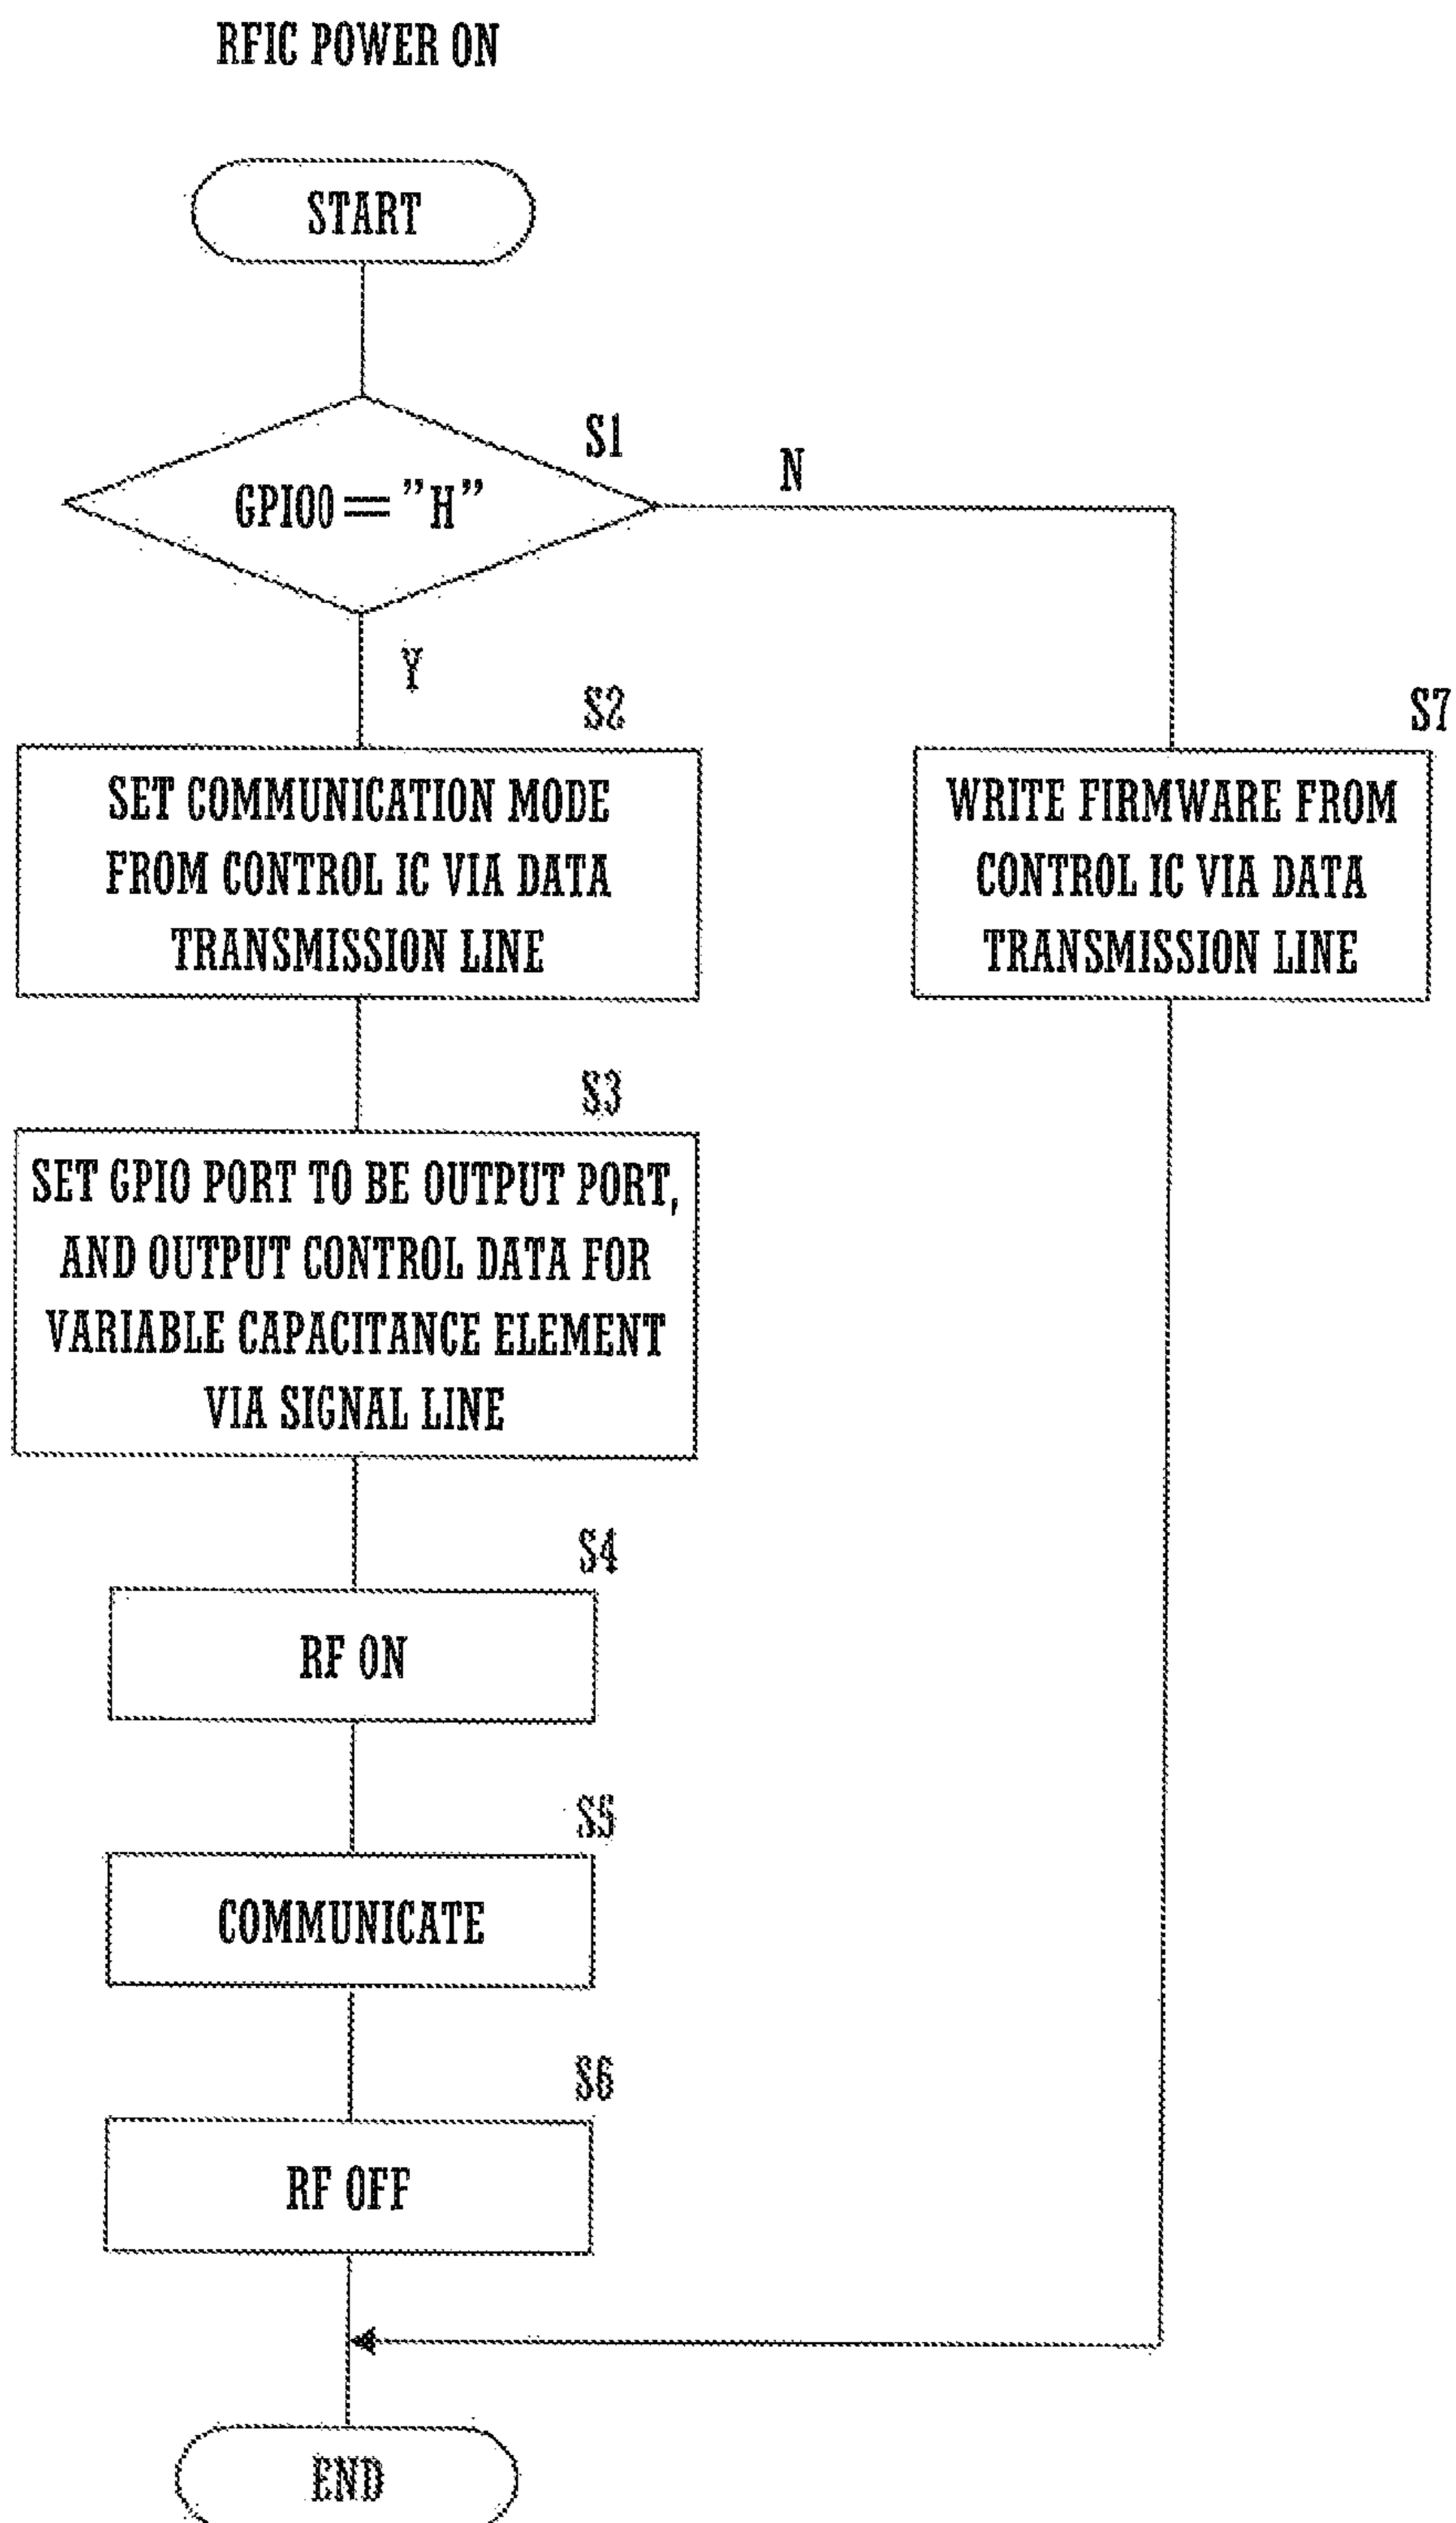 RFIC POWER ON
START
S1
GPIO0 == "H"
N
Y
S2
SET COMMUNICATION MODE
FROM CONTROL IC VIA DATA
TRANSMISSION LINE
S7
WRITE FIRMWARE FROM
CONTROL IC VIA DATA
TRANSMISSION LINE
S3
SET GPIO PORT TO BE OUTPUT PORT,
AND OUTPUT CONTROL DATA FOR
VARIABLE CAPACITANCE ELEMENT
VIA SIGNAL LINE
S4
RF ON
S5
COMMUNICATE
S6
RF OFF
END